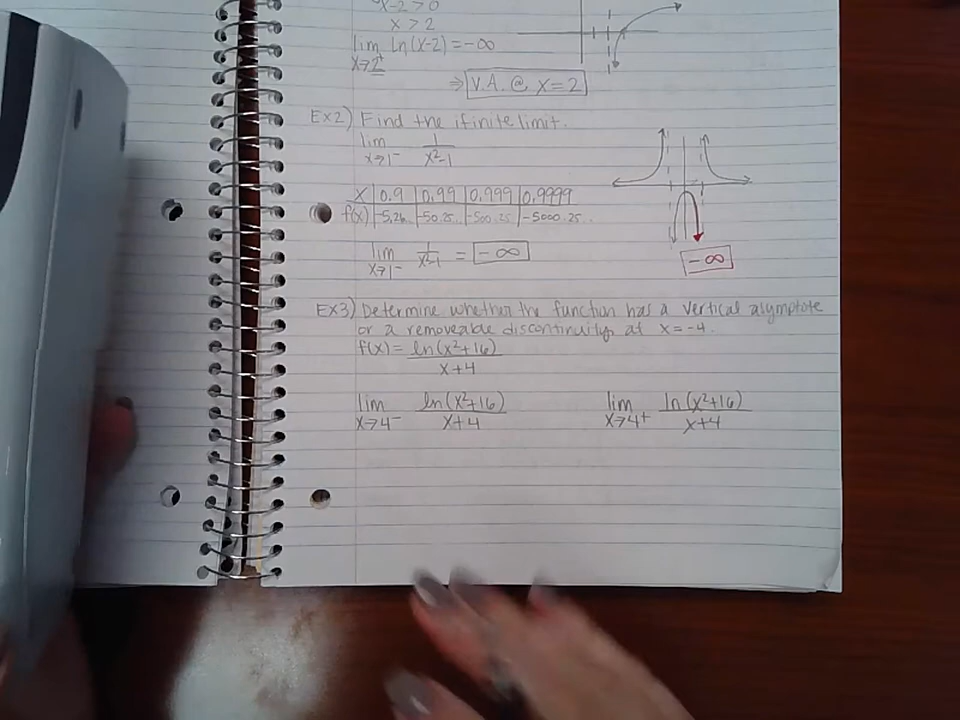 x-2>0
x>2
lim ln(x-2) = -∞
x→2⁺
⇒ V.A. @ x=2
Ex2) Find the ifinite limit.
lim 1/(x²-1)
x→1⁻
x | 0.9 | 0.99 | 0.999 | 0.9999
f(x) | -5.26 | -50.25 | -500.25 | -5000.25
lim 1/(x²-1) = -∞
x→1⁻
-∞
Ex3) Determine whether the function has a vertical asymptote
or a removeable discontinuity at x=-4.
f(x) = ln(x²+16)
x+4
lim ln(x²+16) lim ln(x²+16)
x→4⁻ x+4 x→4⁺ x+4